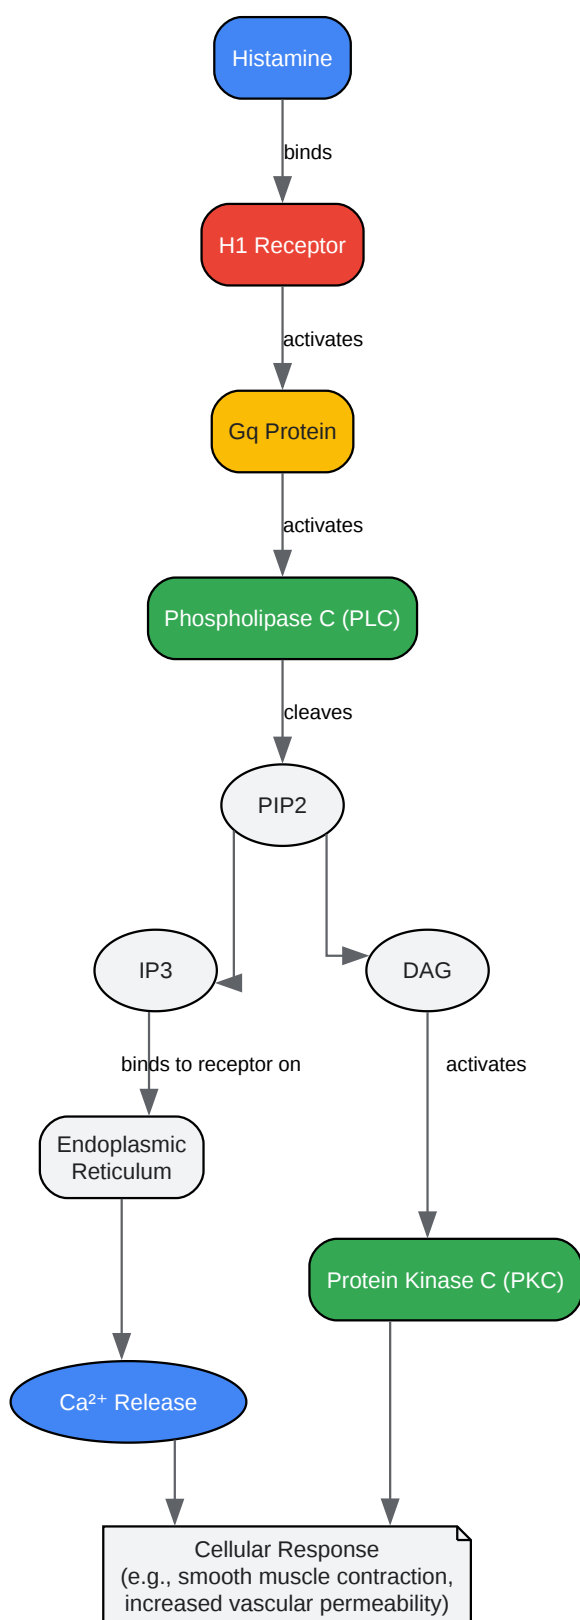 Histamine
binds
H1 Receptor
activates
Gq Protein
activates
Phospholipase C (PLC)
cleaves
PIP2
IP3
DAG
binds to receptor on
activates
Endoplasmic
Reticulum
Protein Kinase C (PKC)
Ca²⁺ Release
Cellular Response
(e.g., smooth muscle contraction,
increased vascular permeability)